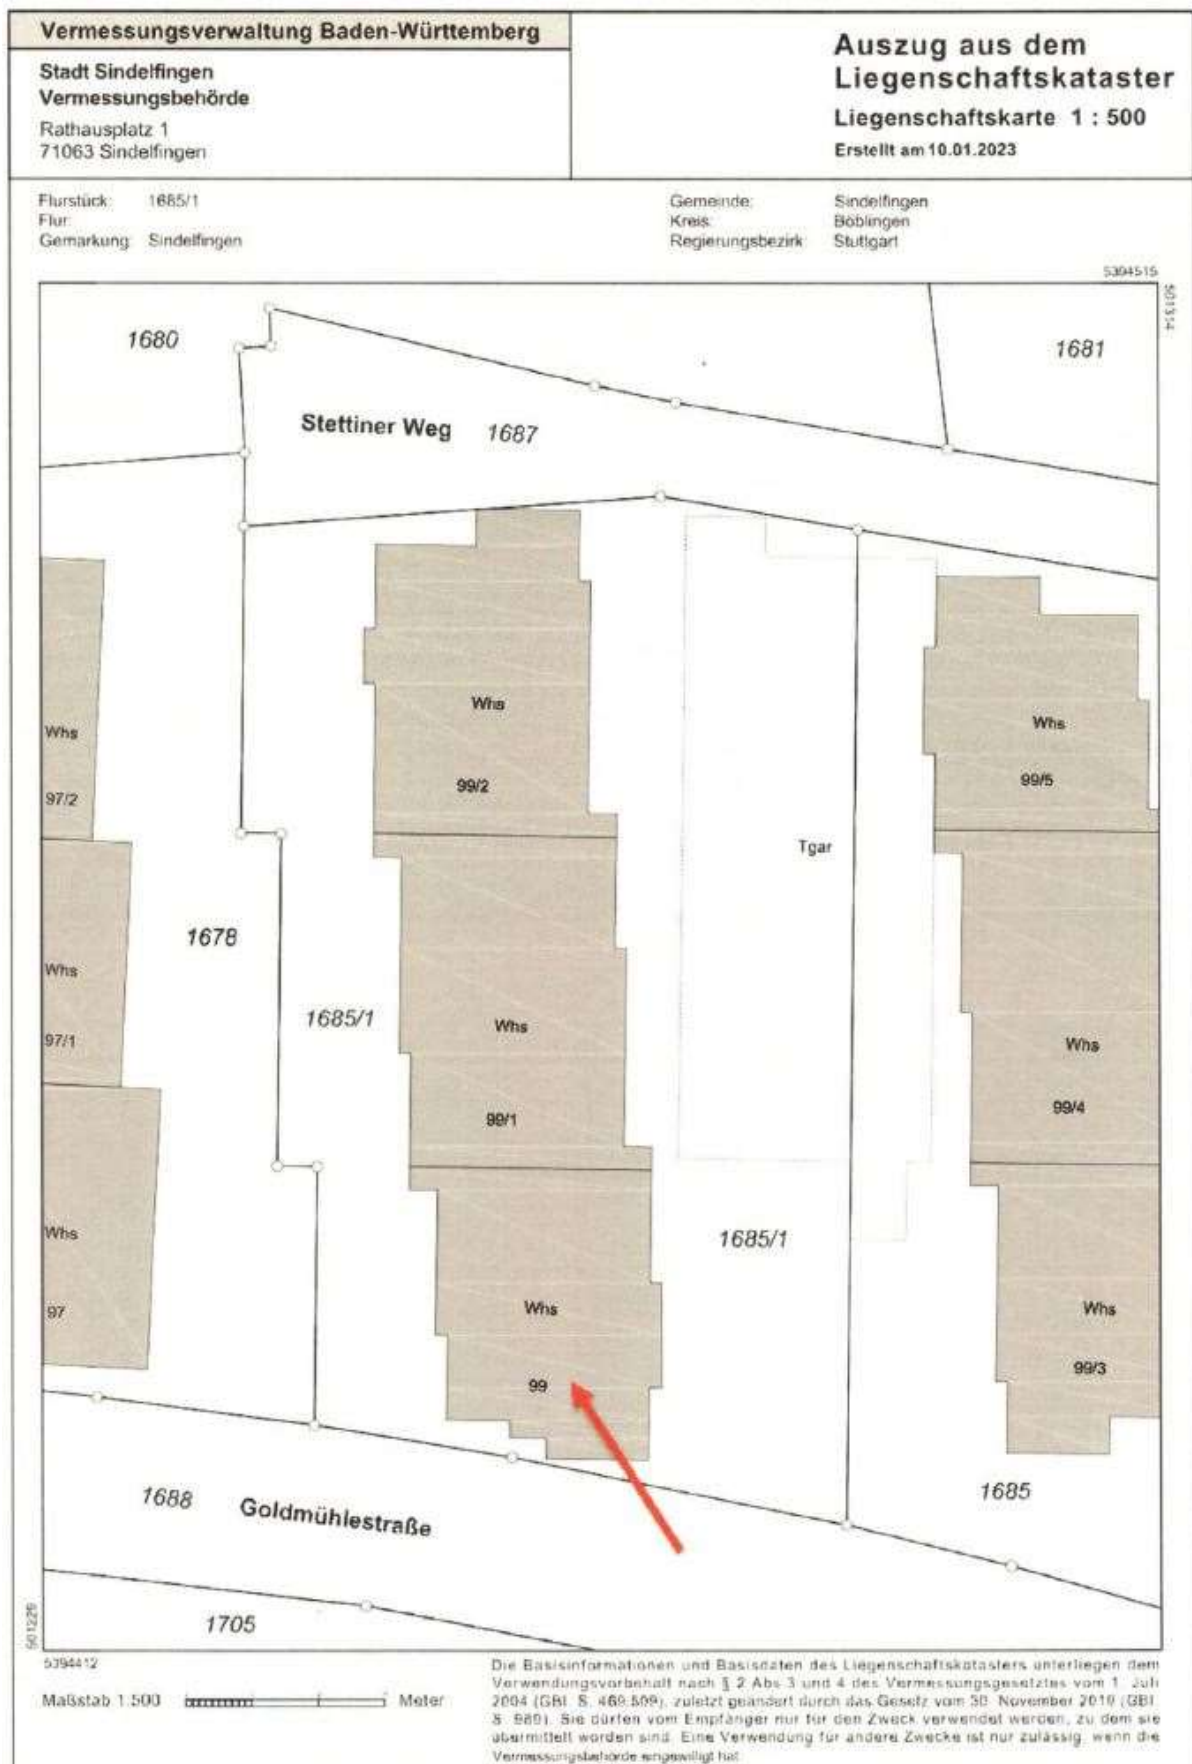 Vermessungsverwaltung Baden-Württemberg
Stadt Sindelfingen
Vermessungsbehörde
Rathausplatz 1
71063 Sindelfingen
Auszug aus dem
Liegenschaftskataster
Liegenschaftskarte 1 : 500
Erstellt am 10.01.2023
Flurstück: 1685/1
Flur:
Gemarkung: Sindelfingen
Gemeinde: Sindelfingen
Kreis: Böblingen
Regierungsbezirk Stuttgart
5394515
501314
1680
1681
Stettiner Weg 1687
Whs
97/2
Whs
99/2
Whs
99/5
Tgar
1678
Whs
97/1
1685/1
Whs
99/1
Whs
99/4
Whs
97
1685/1
Whs
99
Whs
99/3
1688 Goldmühlestraße
1685
1705
501229
5394412
Maßstab 1:500 Meter
Die Basisinformationen und Basisdaten des Liegenschaftskatasters unterliegen dem
Verwendungsvorbehalt nach § 2 Abs 3 und 4 des Vermessungsgesetztes vom 1. Juli
2004 (GBl. S. 469,509), zuletzt geändert durch das Gesetz vom 30. November 2010 (GBl.
S. 989). Sie dürfen vom Empfänger nur für den Zweck verwendet werden, zu dem sie
übermittelt worden sind. Eine Verwendung für andere Zwecke ist nur zulässig, wenn die
Vermessungsbehörde eingewilligt hat